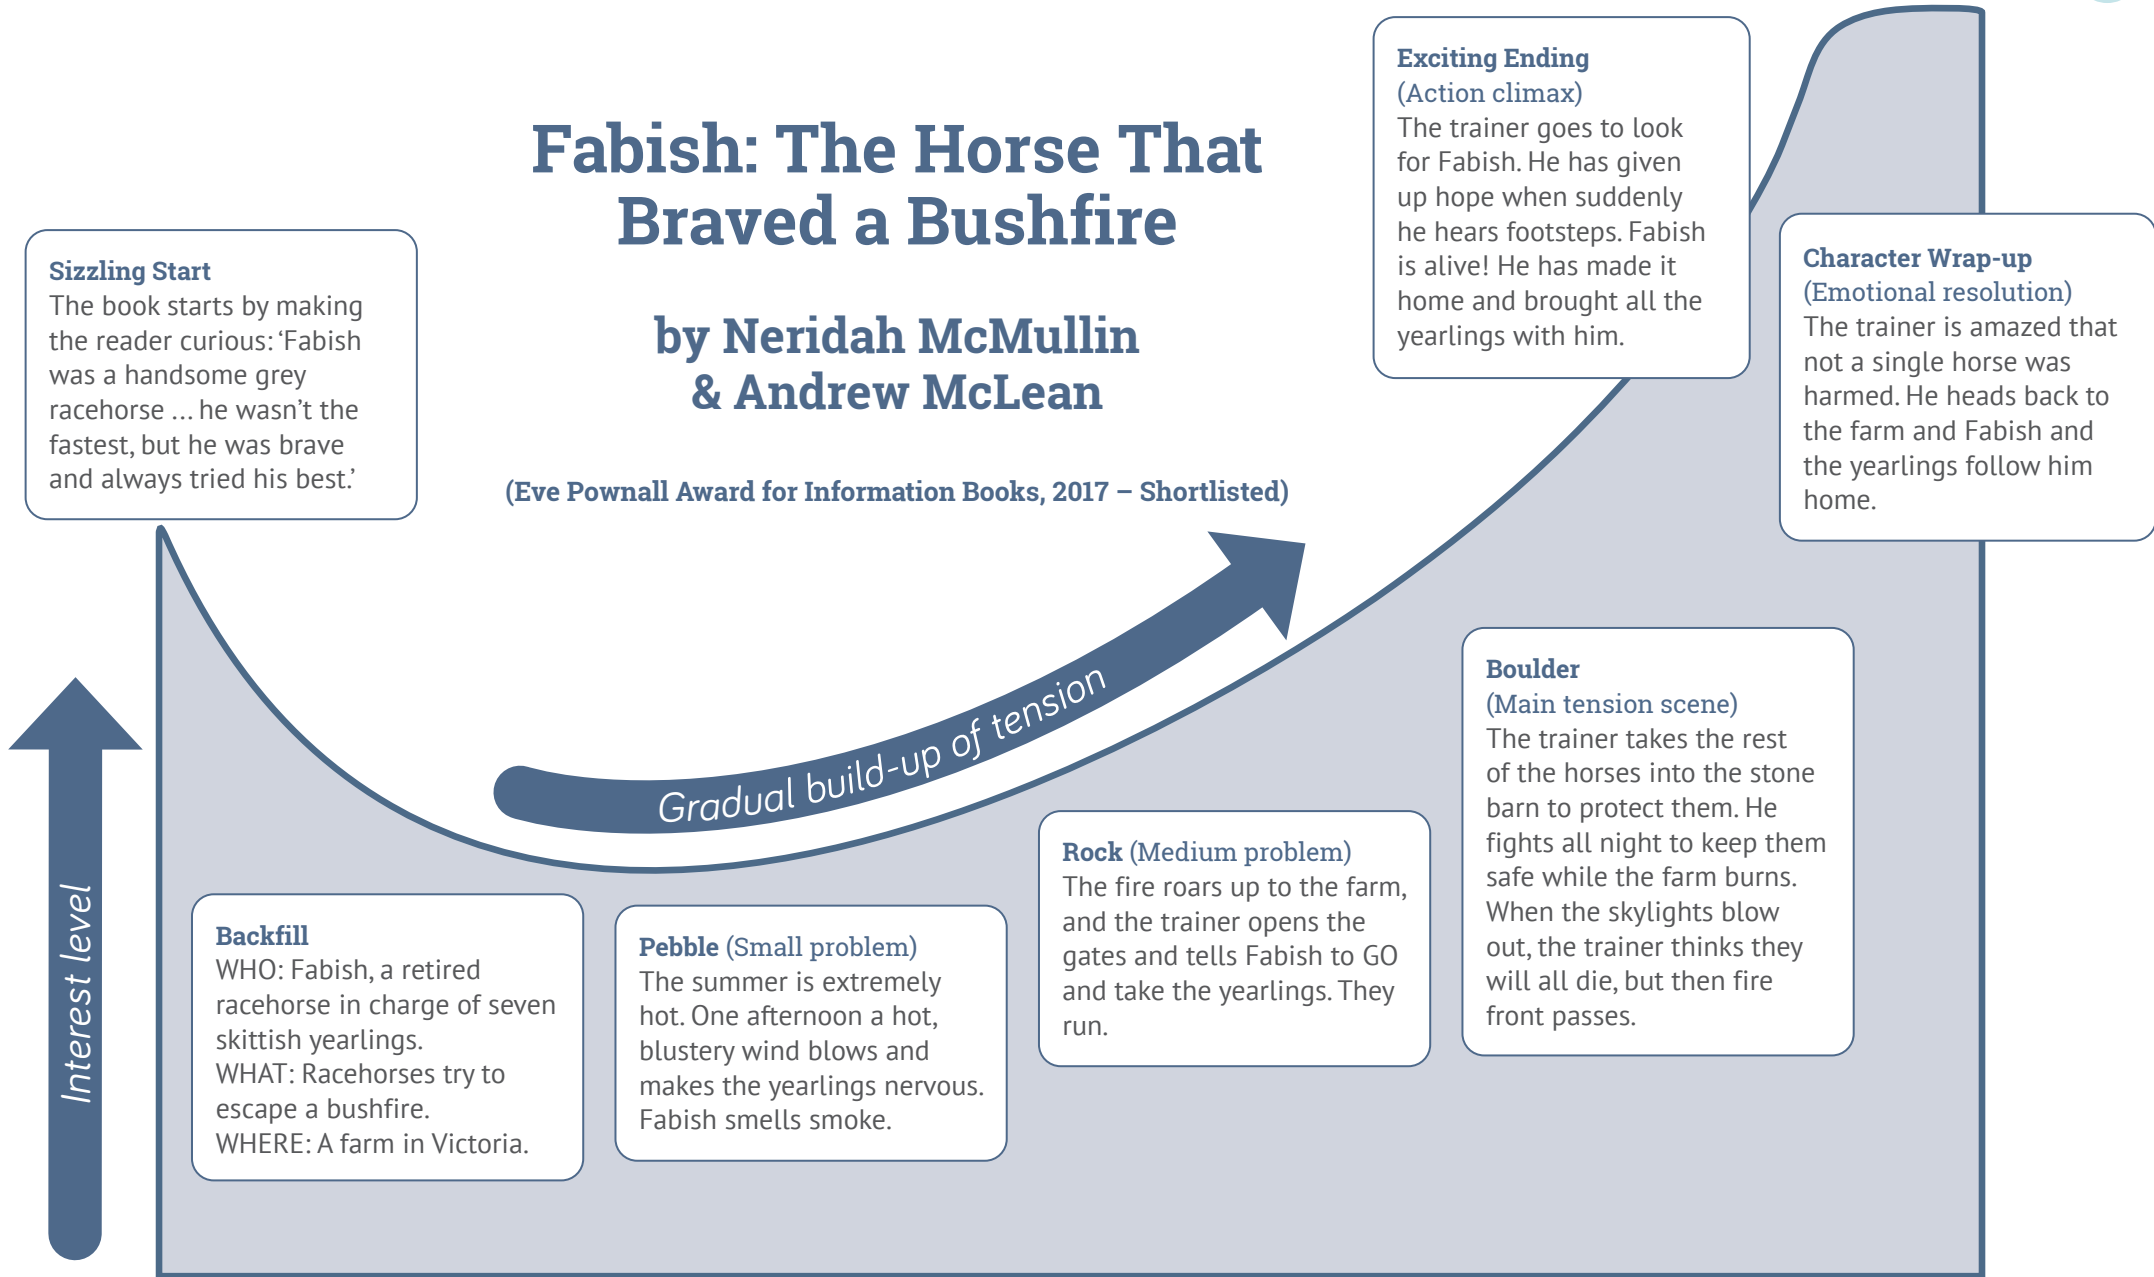 Fabish: The Horse That
Braved a Bushfire
by Neridah McMullin
& Andrew McLean
(Eve Pownall Award for Information Books, 2017 – Shortlisted)
Interest level
Gradual build-up of tension
Sizzling Start
The book starts by making
the reader curious: ‘Fabish
was a handsome grey
racehorse ... he wasn’t the
fastest, but he was brave
and always tried his best.’
Backfill
WHO: Fabish, a retired
racehorse in charge of seven
skittish yearlings.
WHAT: Racehorses try to
escape a bushfire.
WHERE: A farm in Victoria.
Pebble (Small problem)
The summer is extremely
hot. One afternoon a hot,
blustery wind blows and
makes the yearlings nervous.
Fabish smells smoke.
Rock (Medium problem)
The fire roars up to the farm,
and the trainer opens the
gates and tells Fabish to GO
and take the yearlings. They
run.
Boulder
(Main tension scene)
The trainer takes the rest
of the horses into the stone
barn to protect them. He
fights all night to keep them
safe while the farm burns.
When the skylights blow
out, the trainer thinks they
will all die, but then fire
front passes.
Exciting Ending
(Action climax)
The trainer goes to look
for Fabish. He has given
up hope when suddenly
he hears footsteps. Fabish
is alive! He has made it
home and brought all the
yearlings with him.
Character Wrap-up
(Emotional resolution)
The trainer is amazed that
not a single horse was
harmed. He heads back to
the farm and Fabish and
the yearlings follow him
home.